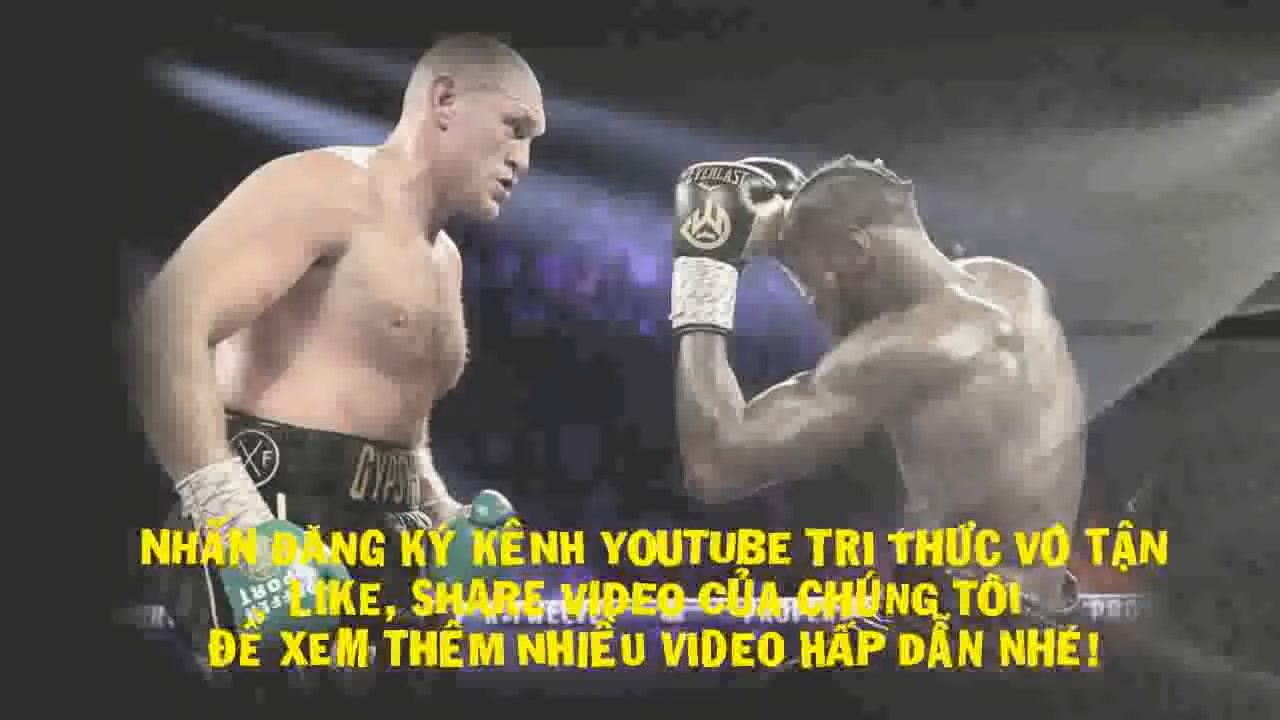 EVERLAST
XF
GYPSY
NHẤN ĐĂNG KÝ KÊNH YOUTUBE TRI THỨC VÔ TẬN
LIKE, SHARE VIDEO CỦA CHÚNG TÔI
ĐỂ XEM THÊM NHIỀU VIDEO HẤP DẪN NHÉ!